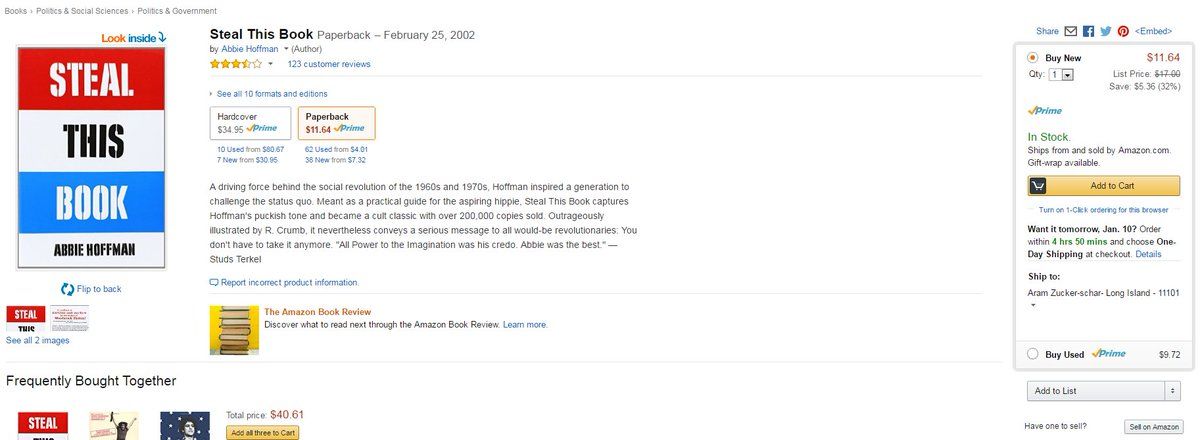 Books › Politics & Social Sciences › Politics & Government
Look inside
STEAL
THIS
BOOK
ABBIE HOFFMAN
Flip to back
STEAL
THIS
See all 2 images
Steal This Book Paperback – February 25, 2002
by Abbie Hoffman (Author)
123 customer reviews
› See all 10 formats and editions
Hardcover
$34.95 Prime
Paperback
$11.64 Prime
10 Used from $80.67
7 New from $30.95
62 Used from $4.01
38 New from $7.32
A driving force behind the social revolution of the 1960s and 1970s, Hoffman inspired a generation to
challenge the status quo. Meant as a practical guide for the aspiring hippie, Steal This Book captures
Hoffman's puckish tone and became a cult classic with over 200,000 copies sold. Outrageously
illustrated by R. Crumb, it nevertheless conveys a serious message to all would-be revolutionaries: You
don't have to take it anymore. "All Power to the Imagination was his credo. Abbie was the best." —
Studs Terkel
Report incorrect product information.
The Amazon Book Review
Discover what to read next through the Amazon Book Review. Learn more.
Share <Embed>
Buy New $11.64
Qty: 1
List Price: $17.00
Save: $5.36 (32%)
Prime
In Stock.
Ships from and sold by Amazon.com.
Gift-wrap available.
Add to Cart
Turn on 1-Click ordering for this browser
Want it tomorrow, Jan. 10? Order
within 4 hrs 50 mins and choose One-
Day Shipping at checkout. Details
Ship to:
Aram Zucker-schar- Long Island - 11101
Buy Used Prime $9.72
Add to List
Have one to sell? Sell on Amazon
Frequently Bought Together
STEAL
Total price: $40.61
Add all three to Cart